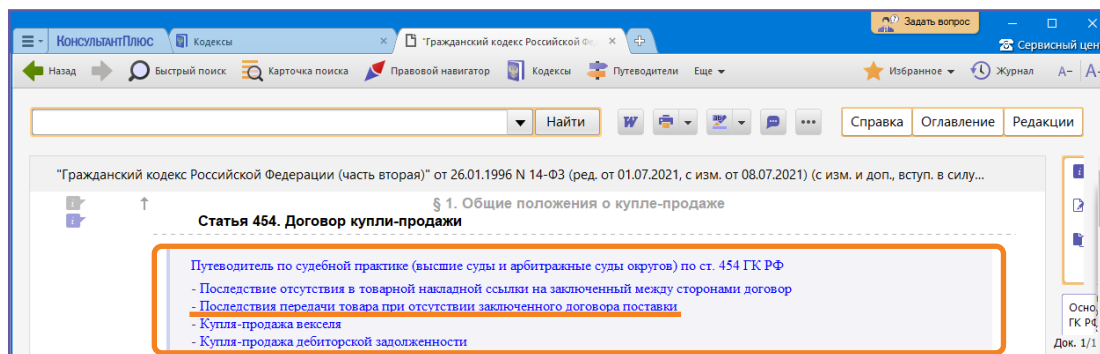 Задать вопрос
КонсультантПлюс
Кодексы
"Гражданский кодекс Российской Фе
Сервисный цен
Назад
Быстрый поиск
Карточка поиска
Правовой навигатор
Кодексы
Путеводители
Еще
Избранное
Журнал
А-
А-
Найти
W
Справка
Оглавление
Редакции
"Гражданский кодекс Российской Федерации (часть вторая)" от 26.01.1996 N 14-ФЗ (ред. от 01.07.2021, с изм. от 08.07.2021) (с изм. и доп., вступ. в силу...
§ 1. Общие положения о купле-продаже
Статья 454. Договор купли-продажи
Путеводитель по судебной практике (высшие суды и арбитражные суды округов) по ст. 454 ГК РФ
- Последствие отсутствия в товарной накладной ссылки на заключенный между сторонами договор
- Последствия передачи товара при отсутствии заключенного договора поставки
- Купля-продажа векселя
- Купля-продажа дебиторской задолженности
Осно
ГК РФ
Док. 1/1